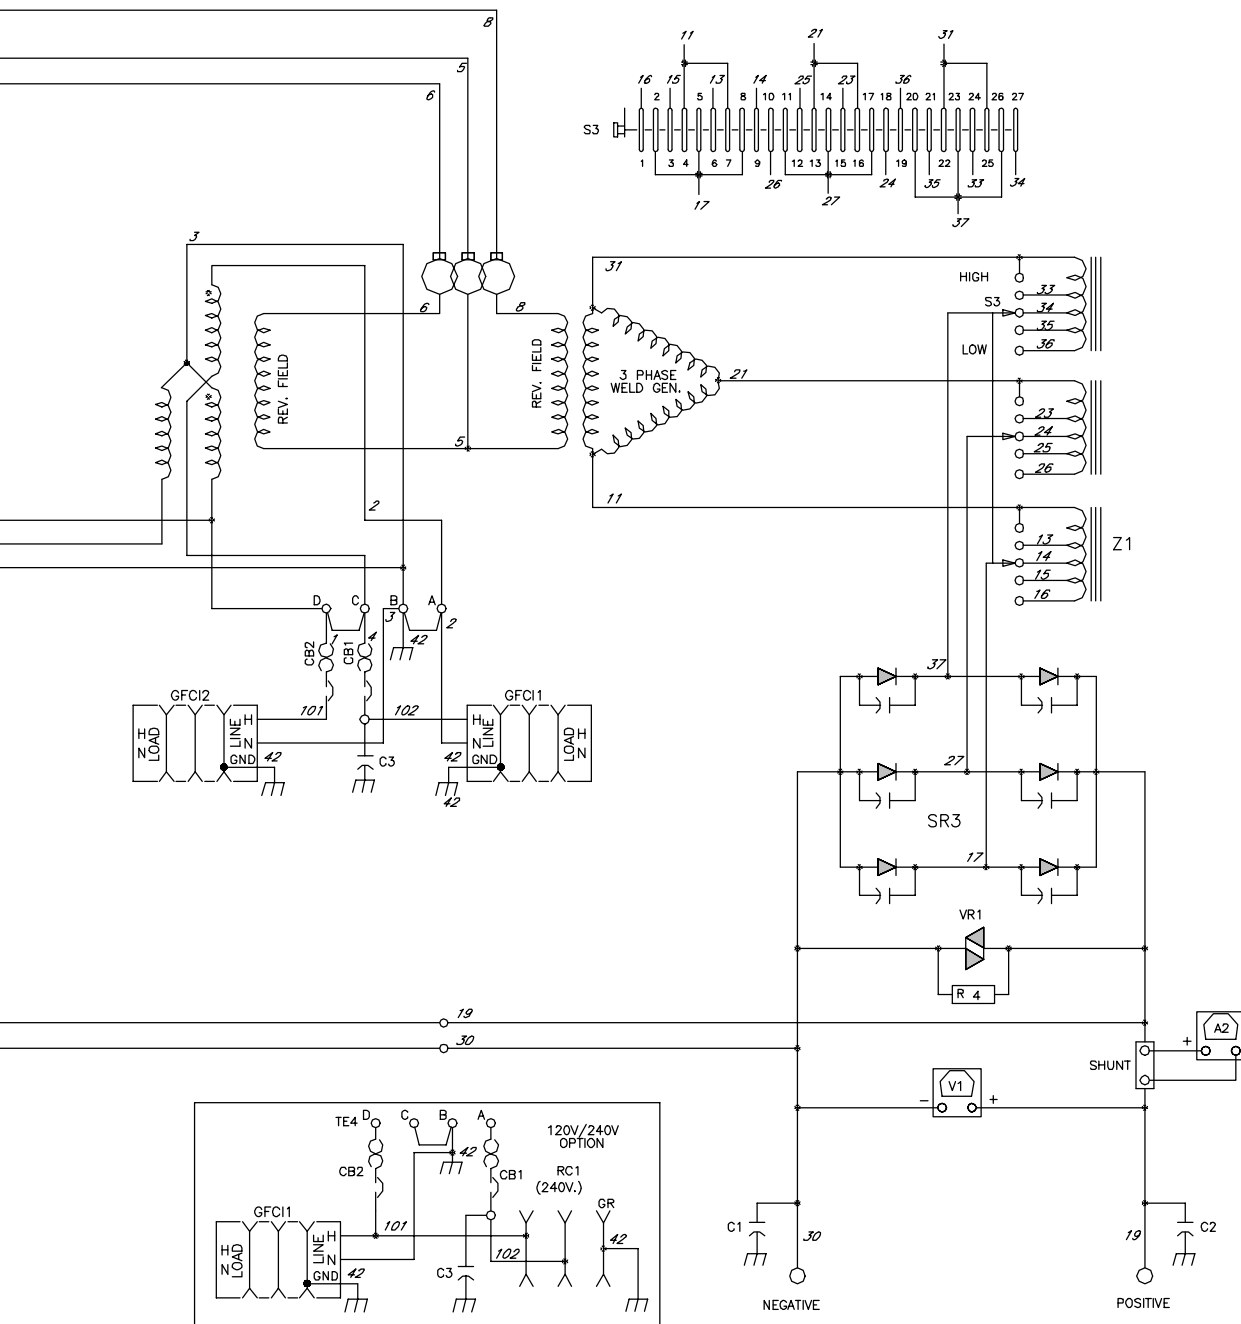 8
5
6
11 21 31
16 15 13 14 25 23 36
2 5 8 10 11 14 17 18 20 21 23 24 26 27
S3
1 3 4 6 7 9 12 13 15 16 19 22 25
26 24 35 33 34
17 27 37
3
31
HIGH
33
S3
34
35
LOW
36
6 8
REV. FIELD
REV. FIELD
3 PHASE
WELD GEN.
21
23
24
25
26
5
2
11
13
14
15
16
Z1
D C B A
3
2
1 4 42
CB2 CB1
GFCI2
GFCI1
H
N
LOAD
LINE
H
N
GND
101
102
42
C3
42
42
H
N
LINE
GND
LOAD
H
N
37
27
SR3
17
VR1
R 4
19
30
SHUNT
+
A2
V1
- +
TE4 D C B A
120V/240V
OPTION
42
CB2
CB1
RC1
(240V.)
GR
GFCI1
H
N
LOAD
LINE
H
N
GND
101
102
42
42
C3
C1
30
19
C2
NEGATIVE
POSITIVE